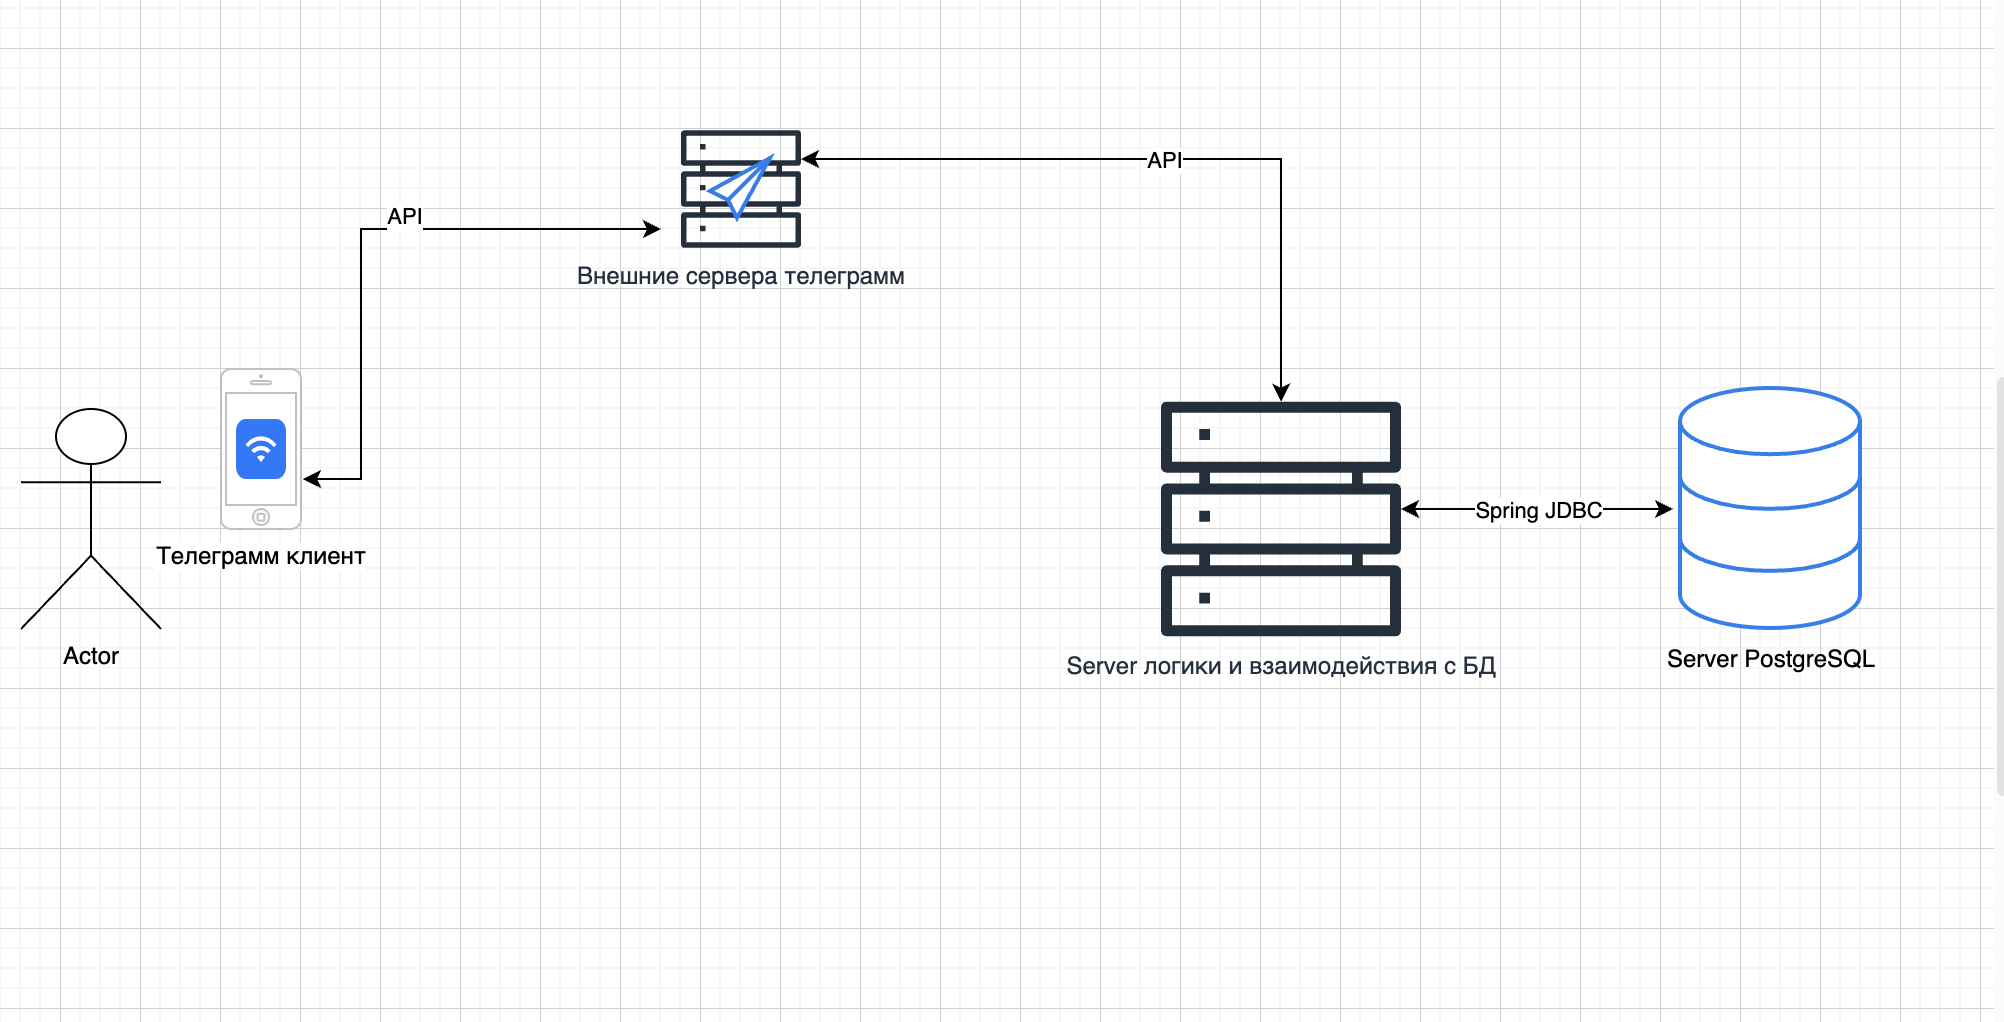 API
API
Внешние сервера телеграмм
Телеграмм клиент
Actor
Spring JDBC
Server логики и взаимодействия с БД
Server PostgreSQL